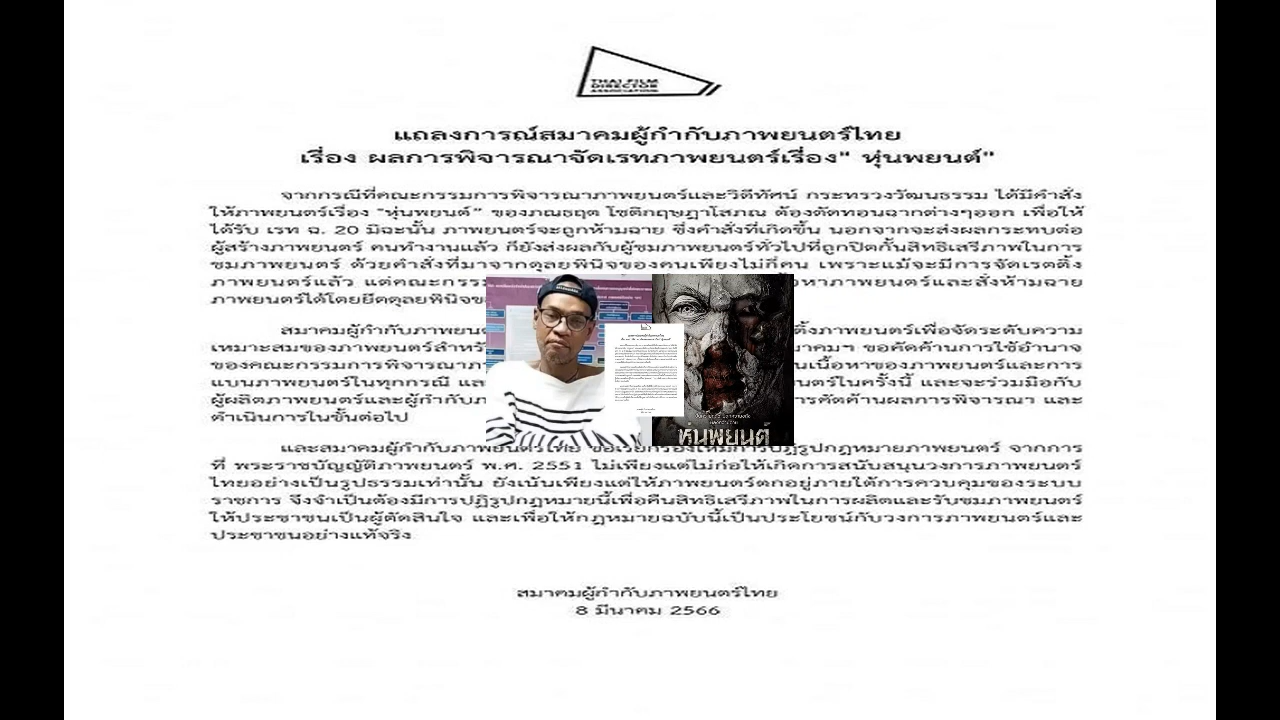 THAI FILM
DIRECTOR
ASSOCIATION
แถลงการณ์สมาคมผู้กำกับภาพยนตร์ไทย
เรื่อง ผลการพิจารณาจัดเรทภาพยนตร์เรื่อง" หุ่นพยนต์"
จากกรณีที่คณะกรรมการพิจารณาภาพยนตร์และวิดีทัศน์ กระทรวงวัฒนธรรม ได้มีคำสั่ง
ให้ภาพยนตร์เรื่อง "หุ่นพยนต์" ของภณธฤต โชติกฤษฎาโสภณ ต้องตัดทอนฉากต่างๆออก เพื่อให้
ได้รับ เรท ฉ. 20 มิฉะนั้น ภาพยนตร์จะถูกห้ามฉาย ซึ่งคำสั่งที่เกิดขึ้น นอกจากจะส่งผลกระทบต่อ
ผู้สร้างภาพยนตร์ คนทำงานแล้ว ก็ยังส่งผลกับผู้ชมภาพยนตร์ทั่วไปที่ถูกปิดกั้นสิทธิเสรีภาพในการ
ชมภาพยนตร์ ด้วยคำสั่งที่มาจากดุลยพินิจของคนเพียงไม่กี่คน เพราะแม้จะมีการจัดเรตติ้ง
ภาพยนตร์แล้ว แต่คณะกรรม หาภาพยนตร์และสั่งห้ามฉาย
ภาพยนตร์ได้โดยยึดดุลยพินิจข
สมาคมผู้กำกับภาพยน ตั้งภาพยนตร์เพื่อจัดระดับความ
เหมาะสมของภาพยนตร์สำหรั มาคมฯ ขอคัดค้านการใช้อำนาจ
ของคณะกรรมการพิจารณาภา นเนื้อหาของภาพยนตร์และการ
แบนภาพยนตร์ในทุกกรณี และ นตร์ในครั้งนี้ และจะร่วมมือกับ
ผู้ผลิตภาพยนตร์และผู้กำกับภา ารคัดค้านผลการพิจารณา และ
ดำเนินการในขั้นต่อไป
หุ่นพยนต์
และสมาคมผู้กำกับภาพยนตร์ไทย ขอเรียกร้องให้มีการปฏิรูปกฎหมายภาพยนตร์ จากการ
ที่ พระราชบัญญัติภาพยนตร์ พ.ศ. 2551 ไม่เพียงแต่ไม่ก่อให้เกิดการสนับสนุนวงการภาพยนตร์
ไทยอย่างเป็นรูปธรรมเท่านั้น ยังเน้นเพียงแต่ให้ภาพยนตร์ตกอยู่ภายใต้การควบคุมของระบบ
ราชการ จึงจำเป็นต้องมีการปฏิรูปกฎหมายนี้เพื่อคืนสิทธิเสรีภาพในการผลิตและรับชมภาพยนตร์
ให้ประชาชนเป็นผู้ตัดสินใจ และเพื่อให้กฎหมายฉบับนี้เป็นประโยชน์กับวงการภาพยนตร์และ
ประชาชนอย่างแท้จริง
สมาคมผู้กำกับภาพยนตร์ไทย
8 มีนาคม 2566